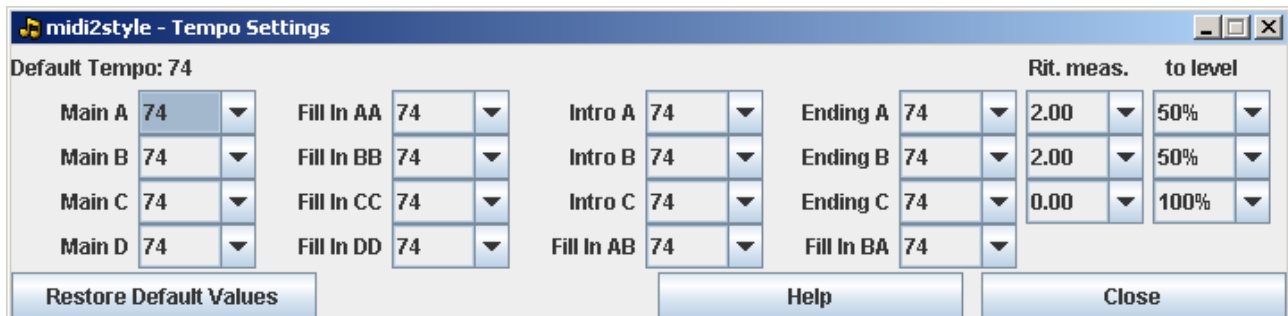 midi2style - Tempo Settings
Default Tempo: 74 Rit. meas. to level
Main A 74 Fill In AA 74 Intro A 74 Ending A 74 2.00 50%
Main B 74 Fill In BB 74 Intro B 74 Ending B 74 2.00 50%
Main C 74 Fill In CC 74 Intro C 74 Ending C 74 0.00 100%
Main D 74 Fill In DD 74 Fill In AB 74 Fill In BA 74
Restore Default Values Help Close